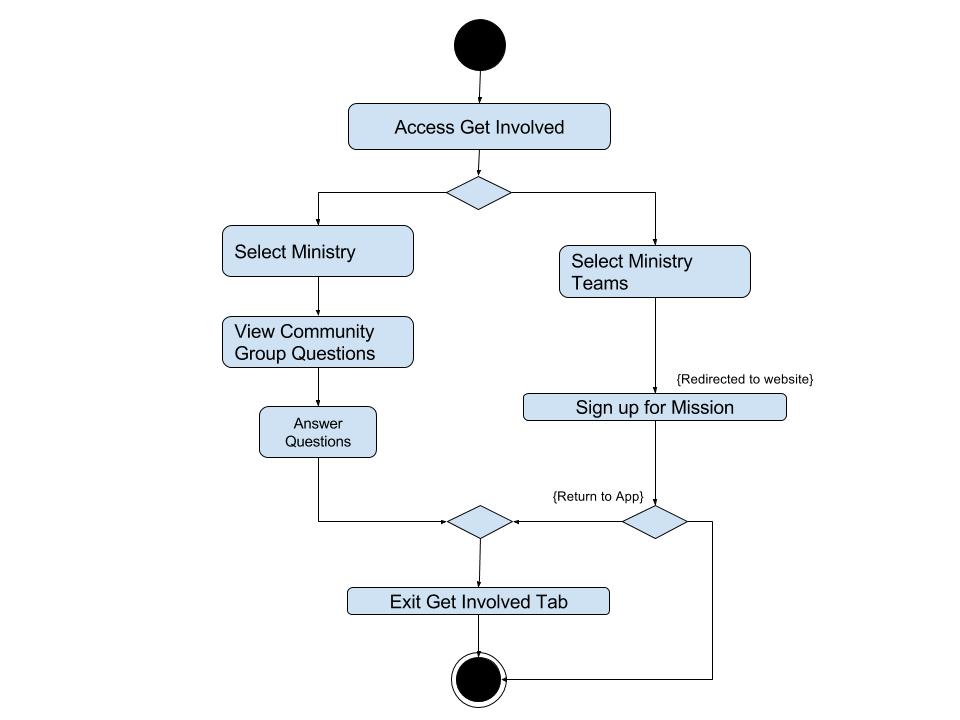 Access Get Involved
Select Ministry
Select Ministry
Teams
View Community
Group Questions
{Redirected to website}
Sign up for Mission
Answer
Questions
{Return to App}
Exit Get Involved Tab